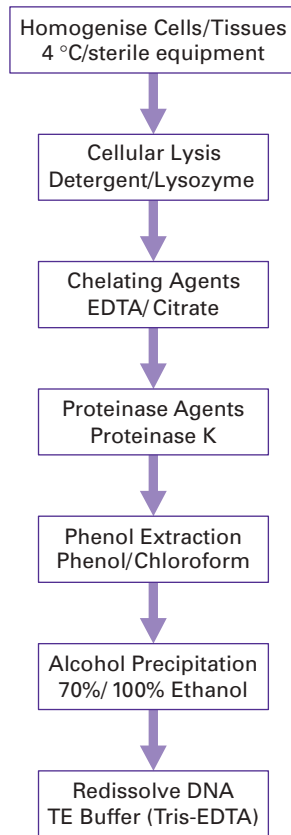 Homogenise Cells/Tissues
4 °C/sterile equipment
Cellular Lysis
Detergent/Lysozyme
Chelating Agents
EDTA/Citrate
Proteinase Agents
Proteinase K
Phenol Extraction
Phenol/Chloroform
Alcohol Precipitation
70%/100% Ethanol
Redissolve DNA
TE Buffer (Tris-EDTA)